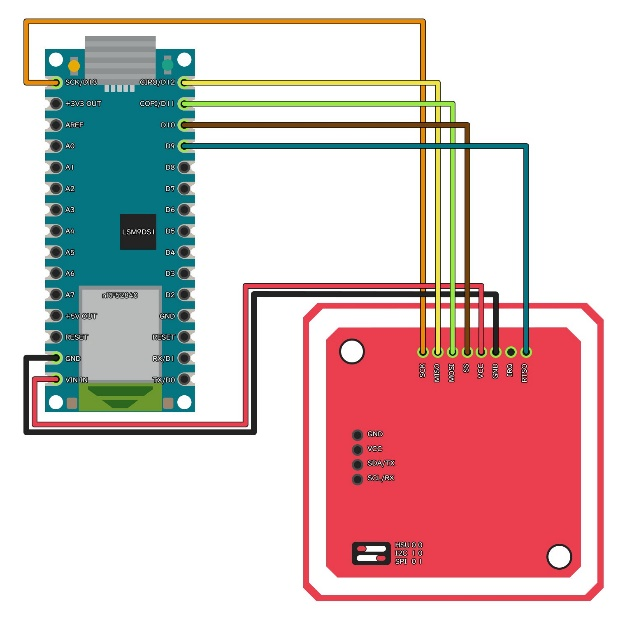 SCK/D13
+3V3 OUT
AREF
A0
A1
A2
A3
A4
A5
A6
A7
+5V OUT
RESET
GND
VIN IN
CIPO/D12
COPI/D11
D10
D9
D8
D7
D6
D5
D4
D3
D2
GND
RESET
RX/D1
TX/D0
LSM9DS1
nRF52840
SCK
MISO
MOSI
SS
VCC
GND
IRQ
RTSO
GND
VCC
SDA/TX
SCL/RX
HSU 0 0
I2C 1 0
SPI 0 1